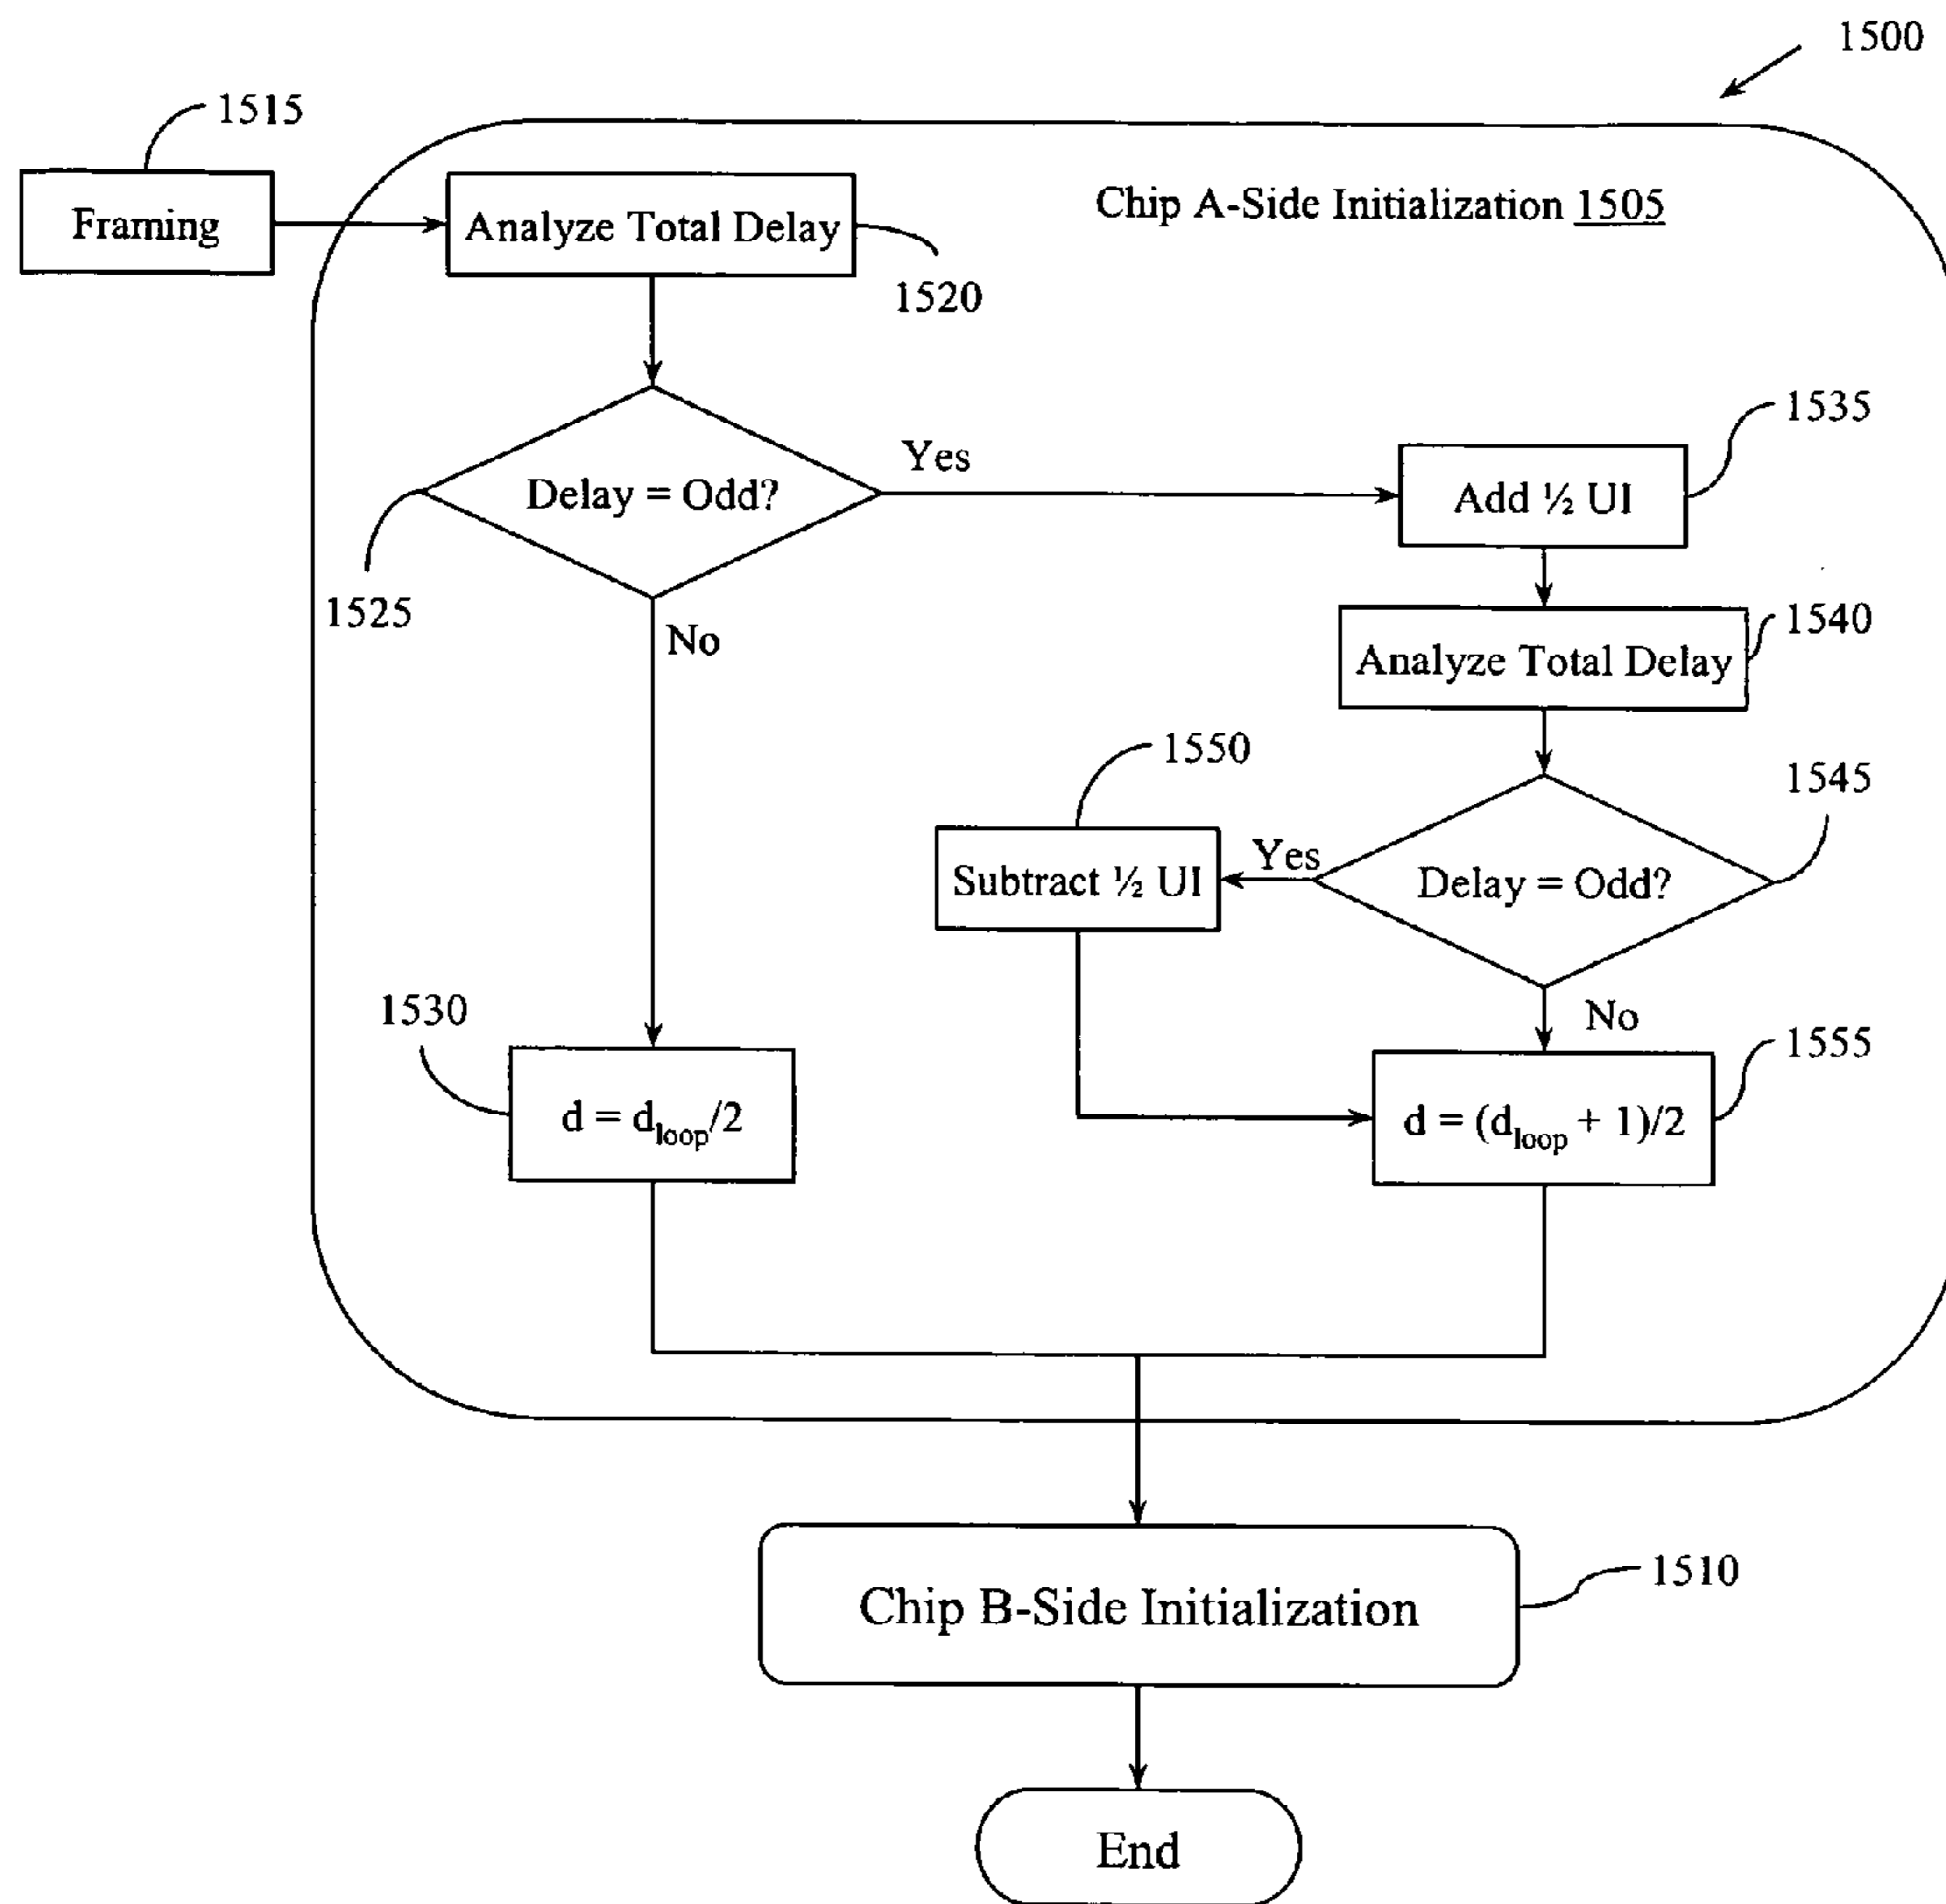 1500
1515
Framing
Analyze Total Delay
Chip A-Side Initialization 1505
1520
1535
Delay = Odd?
Yes
Add ½ UI
1525
No
1540
Analyze Total Delay
1550
1545
Subtract ½ UI
Yes
Delay = Odd?
No
1530
1555
d = d_loop/2
d = (d_loop + 1)/2
1510
Chip B-Side Initialization
End